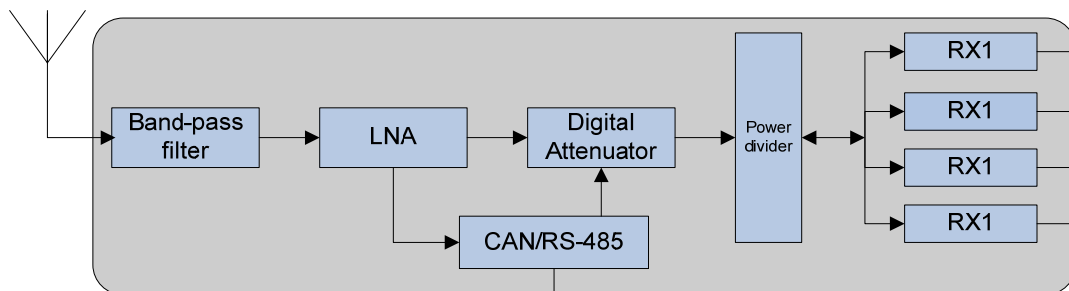 Band-pass
filter
LNA
Digital
Attenuator
Power
divider
RX1
RX1
RX1
RX1
CAN/RS-485